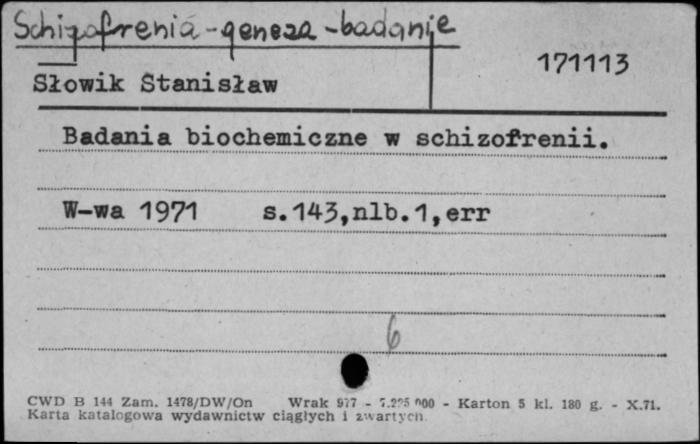 Schizofrenia - geneza - badanie
171113
Słowik Stanisław
Badania biochemiczne w schizofrenii.
W-wa 1971 s.143,nlb.1,err
6
CWD B 144 Zam. 1478/DW/On Wrak 977 - - Karton 5 kl. 180 g. - X.71.
Karta katalogowa wydawnictw ciągłych i zwartych.